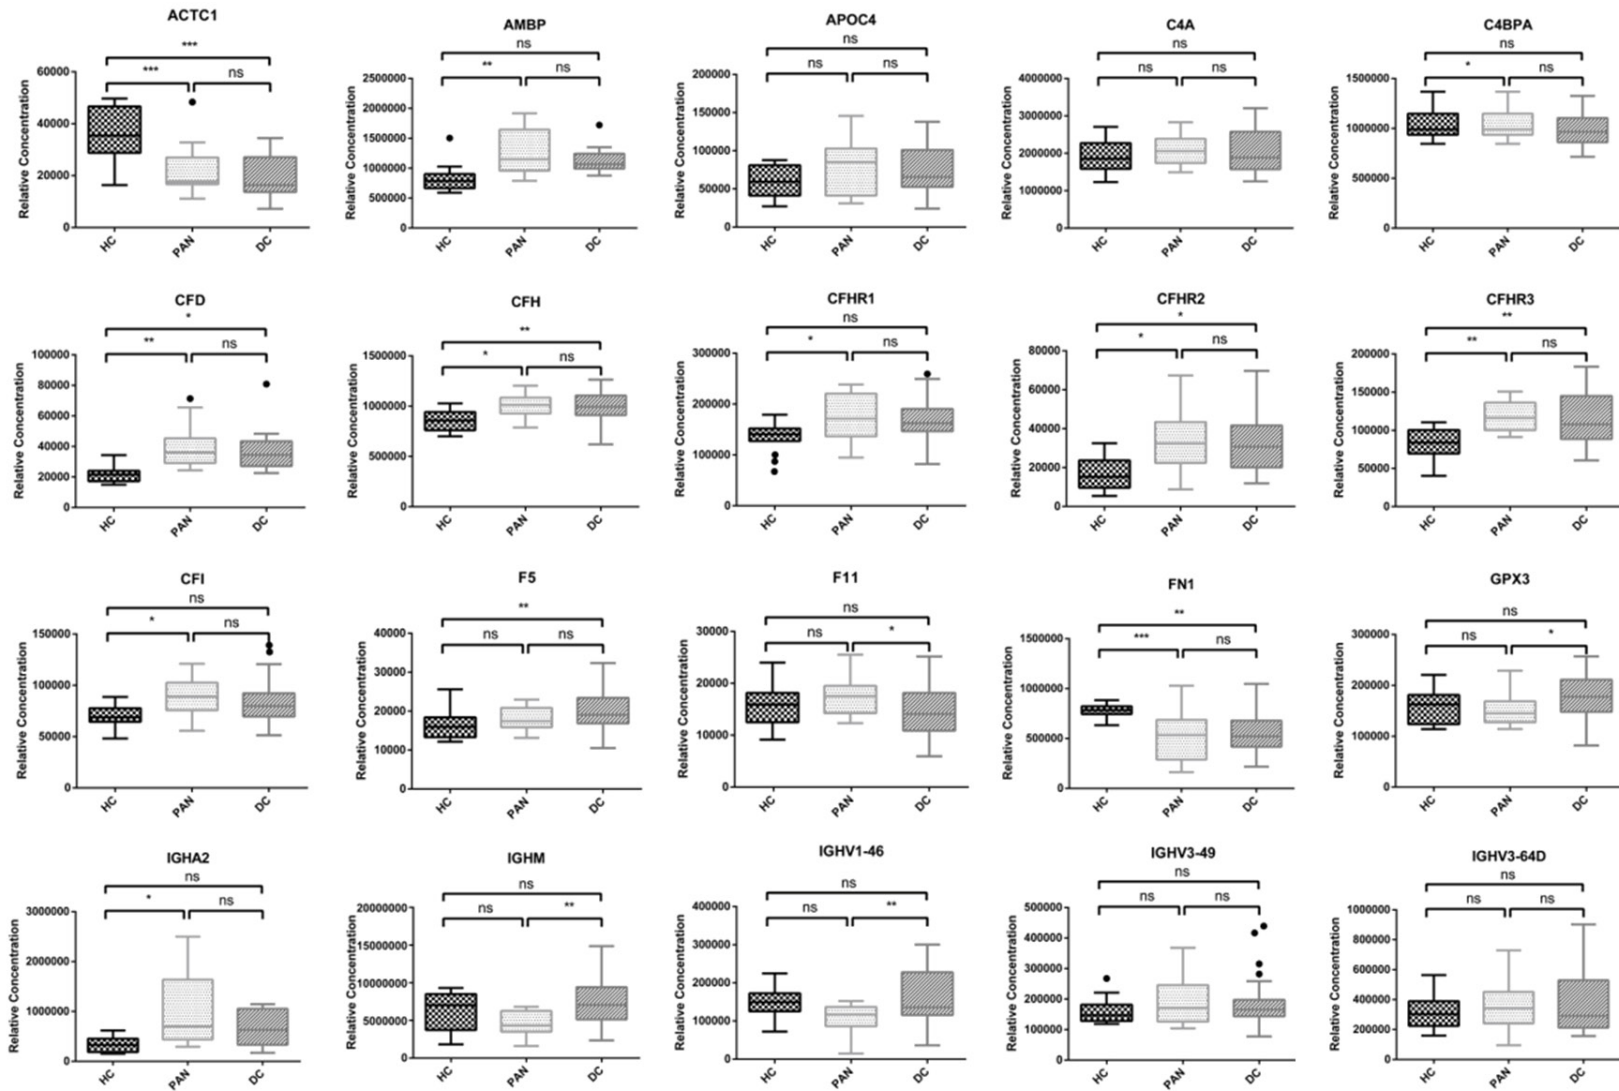 ACTC1
***
***
ns
Relative Concentration
60000
40000
20000
0
HC
PAN
DC
AMBP
ns
**
ns
Relative Concentration
2500000
2000000
1500000
1000000
500000
0
HC
PAN
DC
APOC4
ns
ns
ns
Relative Concentration
200000
150000
100000
50000
0
HC
PAN
DC
C4A
ns
ns
ns
Relative Concentration
4000000
3000000
2000000
1000000
0
HC
PAN
DC
C4BPA
ns
*
ns
Relative Concentration
1500000
1000000
500000
0
HC
PAN
DC
CFD
*
**
ns
Relative Concentration
100000
80000
60000
40000
20000
0
HC
PAN
DC
CFH
**
*
ns
Relative Concentration
1500000
1000000
500000
0
HC
PAN
DC
CFHR1
ns
*
ns
Relative Concentration
300000
200000
100000
0
HC
PAN
DC
CFHR2
*
*
ns
Relative Concentration
80000
60000
40000
20000
0
HC
PAN
DC
CFHR3
**
**
ns
Relative Concentration
200000
150000
100000
50000
0
HC
PAN
DC
CFI
ns
*
ns
Relative Concentration
150000
100000
50000
0
HC
PAN
DC
F5
**
ns
ns
Relative Concentration
40000
30000
20000
10000
0
HC
PAN
DC
F11
ns
ns
*
Relative Concentration
30000
20000
10000
0
HC
PAN
DC
FN1
**
***
ns
Relative Concentration
1500000
1000000
500000
0
HC
PAN
DC
GPX3
ns
ns
*
Relative Concentration
300000
200000
100000
0
HC
PAN
DC
IGHA2
ns
*
ns
Relative Concentration
3000000
2000000
1000000
0
HC
PAN
DC
IGHM
ns
ns
**
Relative Concentration
20000000
15000000
10000000
5000000
0
HC
PAN
DC
IGHV1-46
ns
ns
**
Relative Concentration
400000
300000
200000
100000
0
HC
PAN
DC
IGHV3-49
ns
ns
ns
Relative Concentration
500000
400000
300000
200000
100000
0
HC
PAN
DC
IGHV3-64D
ns
ns
ns
Relative Concentration
1000000
800000
600000
400000
200000
0
HC
PAN
DC